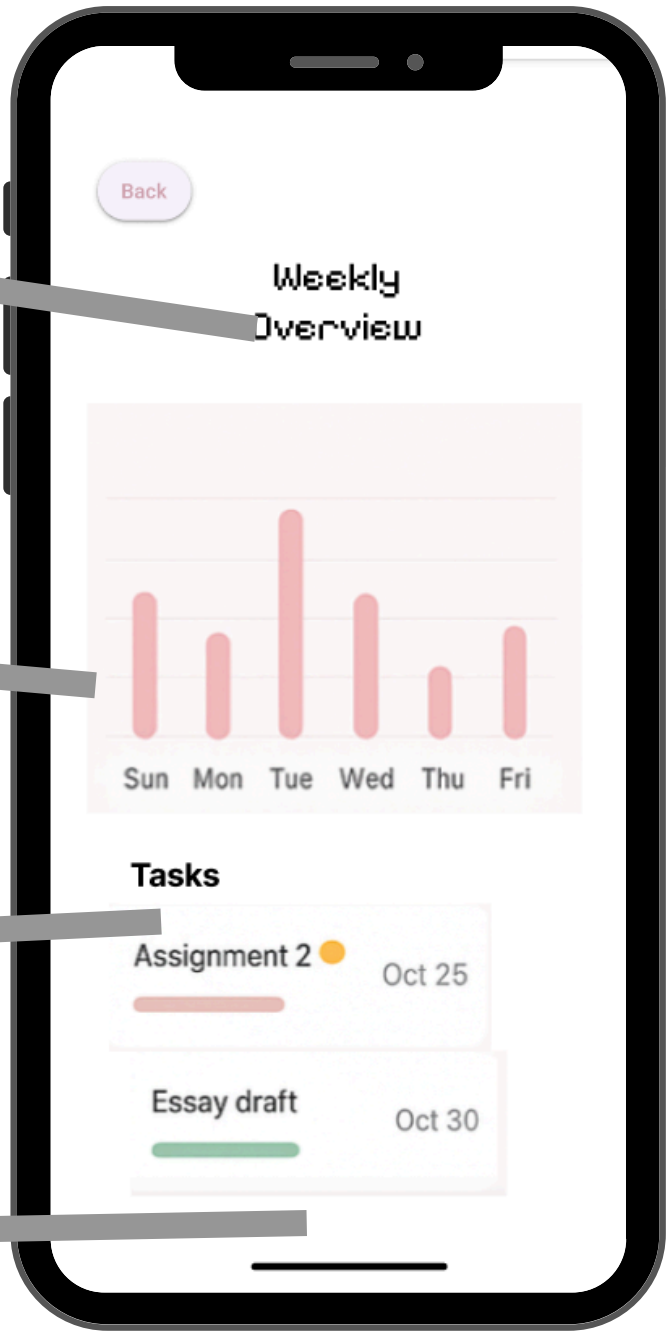 Back
Weekly
Overview
Sun Mon Tue Wed Thu Fri
Tasks
Assignment 2
Oct 25
Essay draft
Oct 30